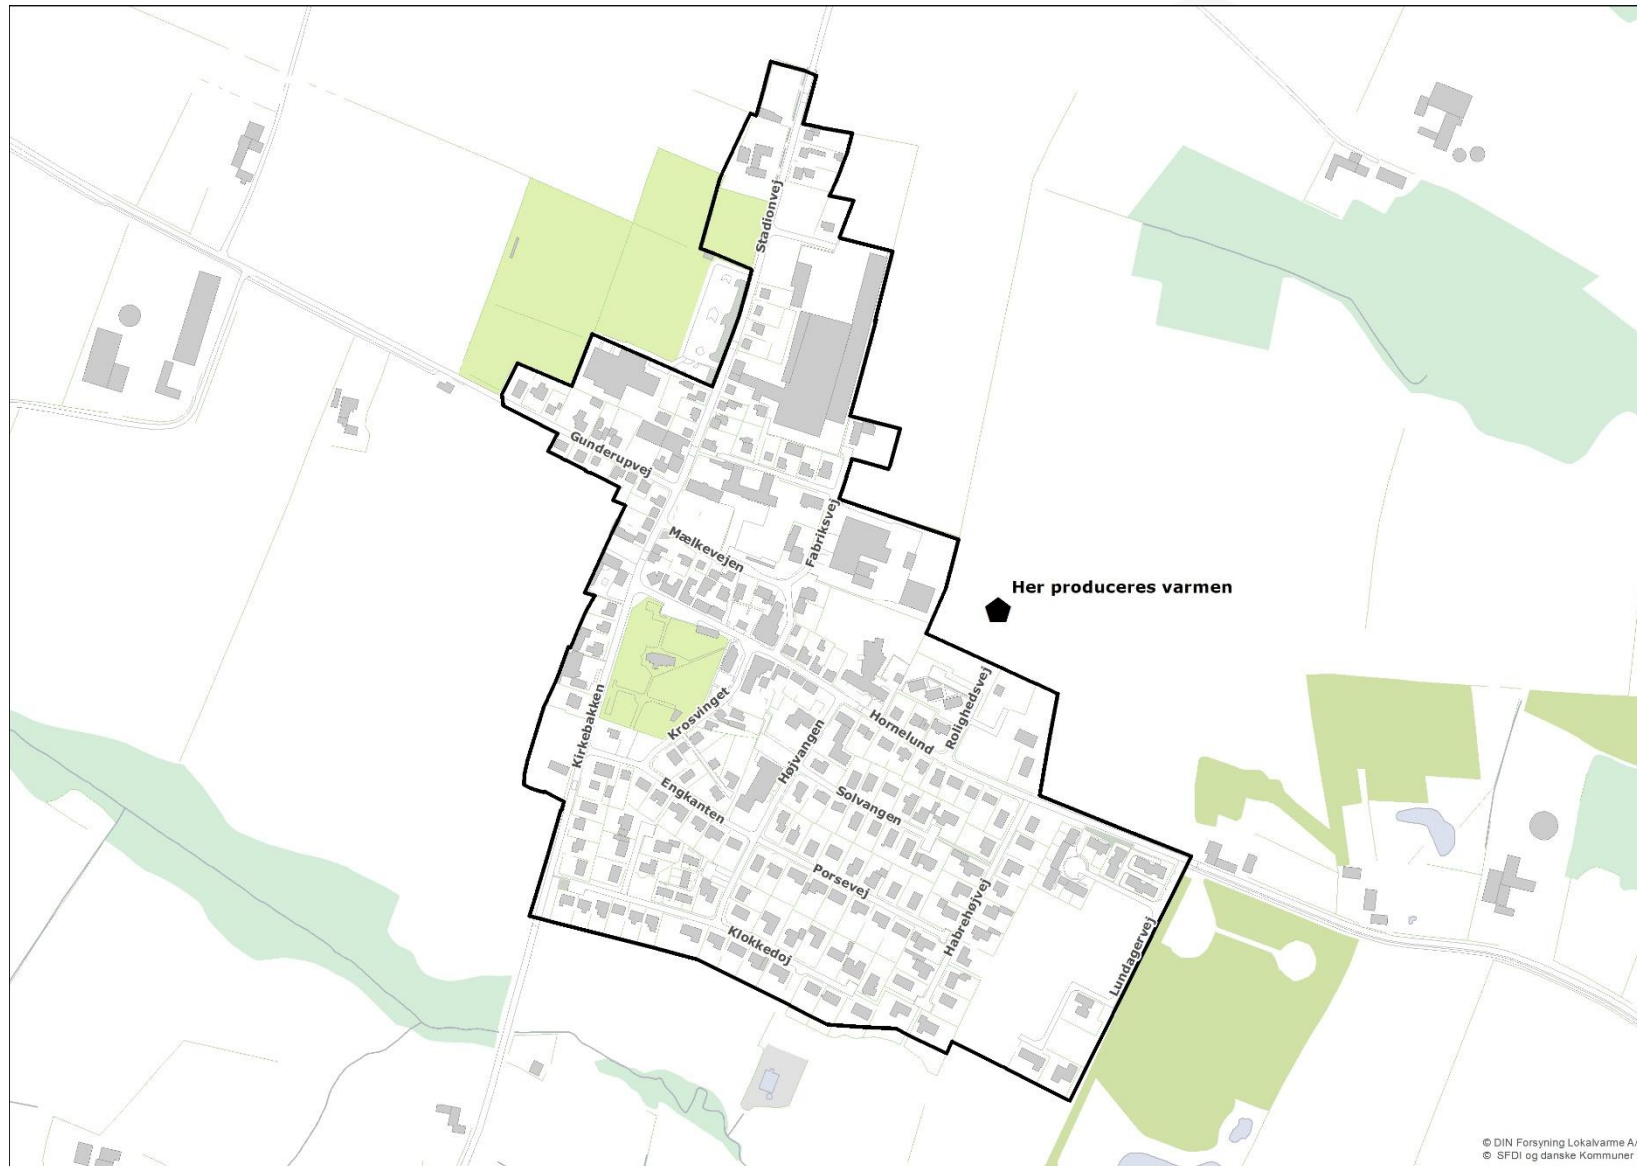 Stadionvej
Gunderupvej
Fabriksvej
Mælkevejen
Her produceres varmen
Rolighedsvej
Kirkebakken
Krosvinget
Hornelund
Højvangen
Engkanten
Solvangen
Porsevej
Habrehøjvej
Klokkedoj
Lundagervej
© DIN Forsyning Lokalvarme A/
© SFDI og danske Kommuner